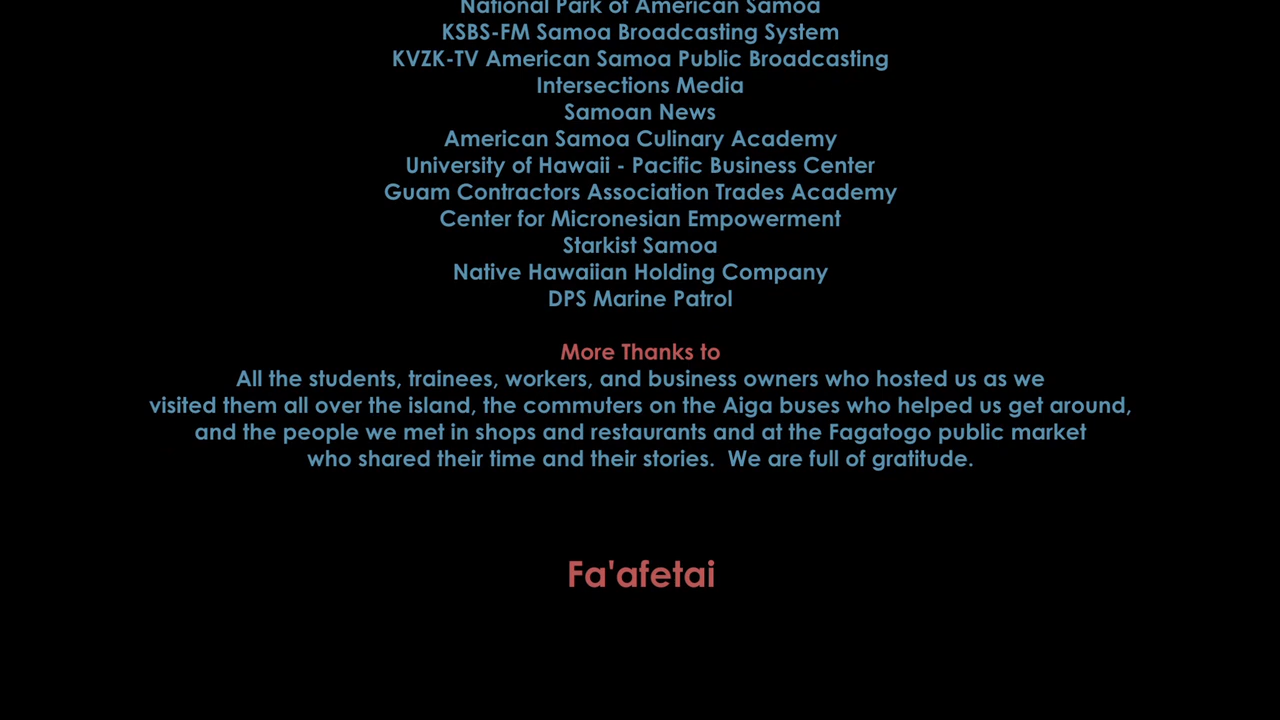 National Park of American Samoa
KSBS-FM Samoa Broadcasting System
KVZK-TV American Samoa Public Broadcasting
Intersections Media
Samoan News
American Samoa Culinary Academy
University of Hawaii - Pacific Business Center
Guam Contractors Association Trades Academy
Center for Micronesian Empowerment
Starkist Samoa
Native Hawaiian Holding Company
DPS Marine Patrol
More Thanks to
All the students, trainees, workers, and business owners who hosted us as we
visited them all over the island, the commuters on the Aiga buses who helped us get around,
and the people we met in shops and restaurants and at the Fagatogo public market
who shared their time and their stories.  We are full of gratitude.
Fa'afetai